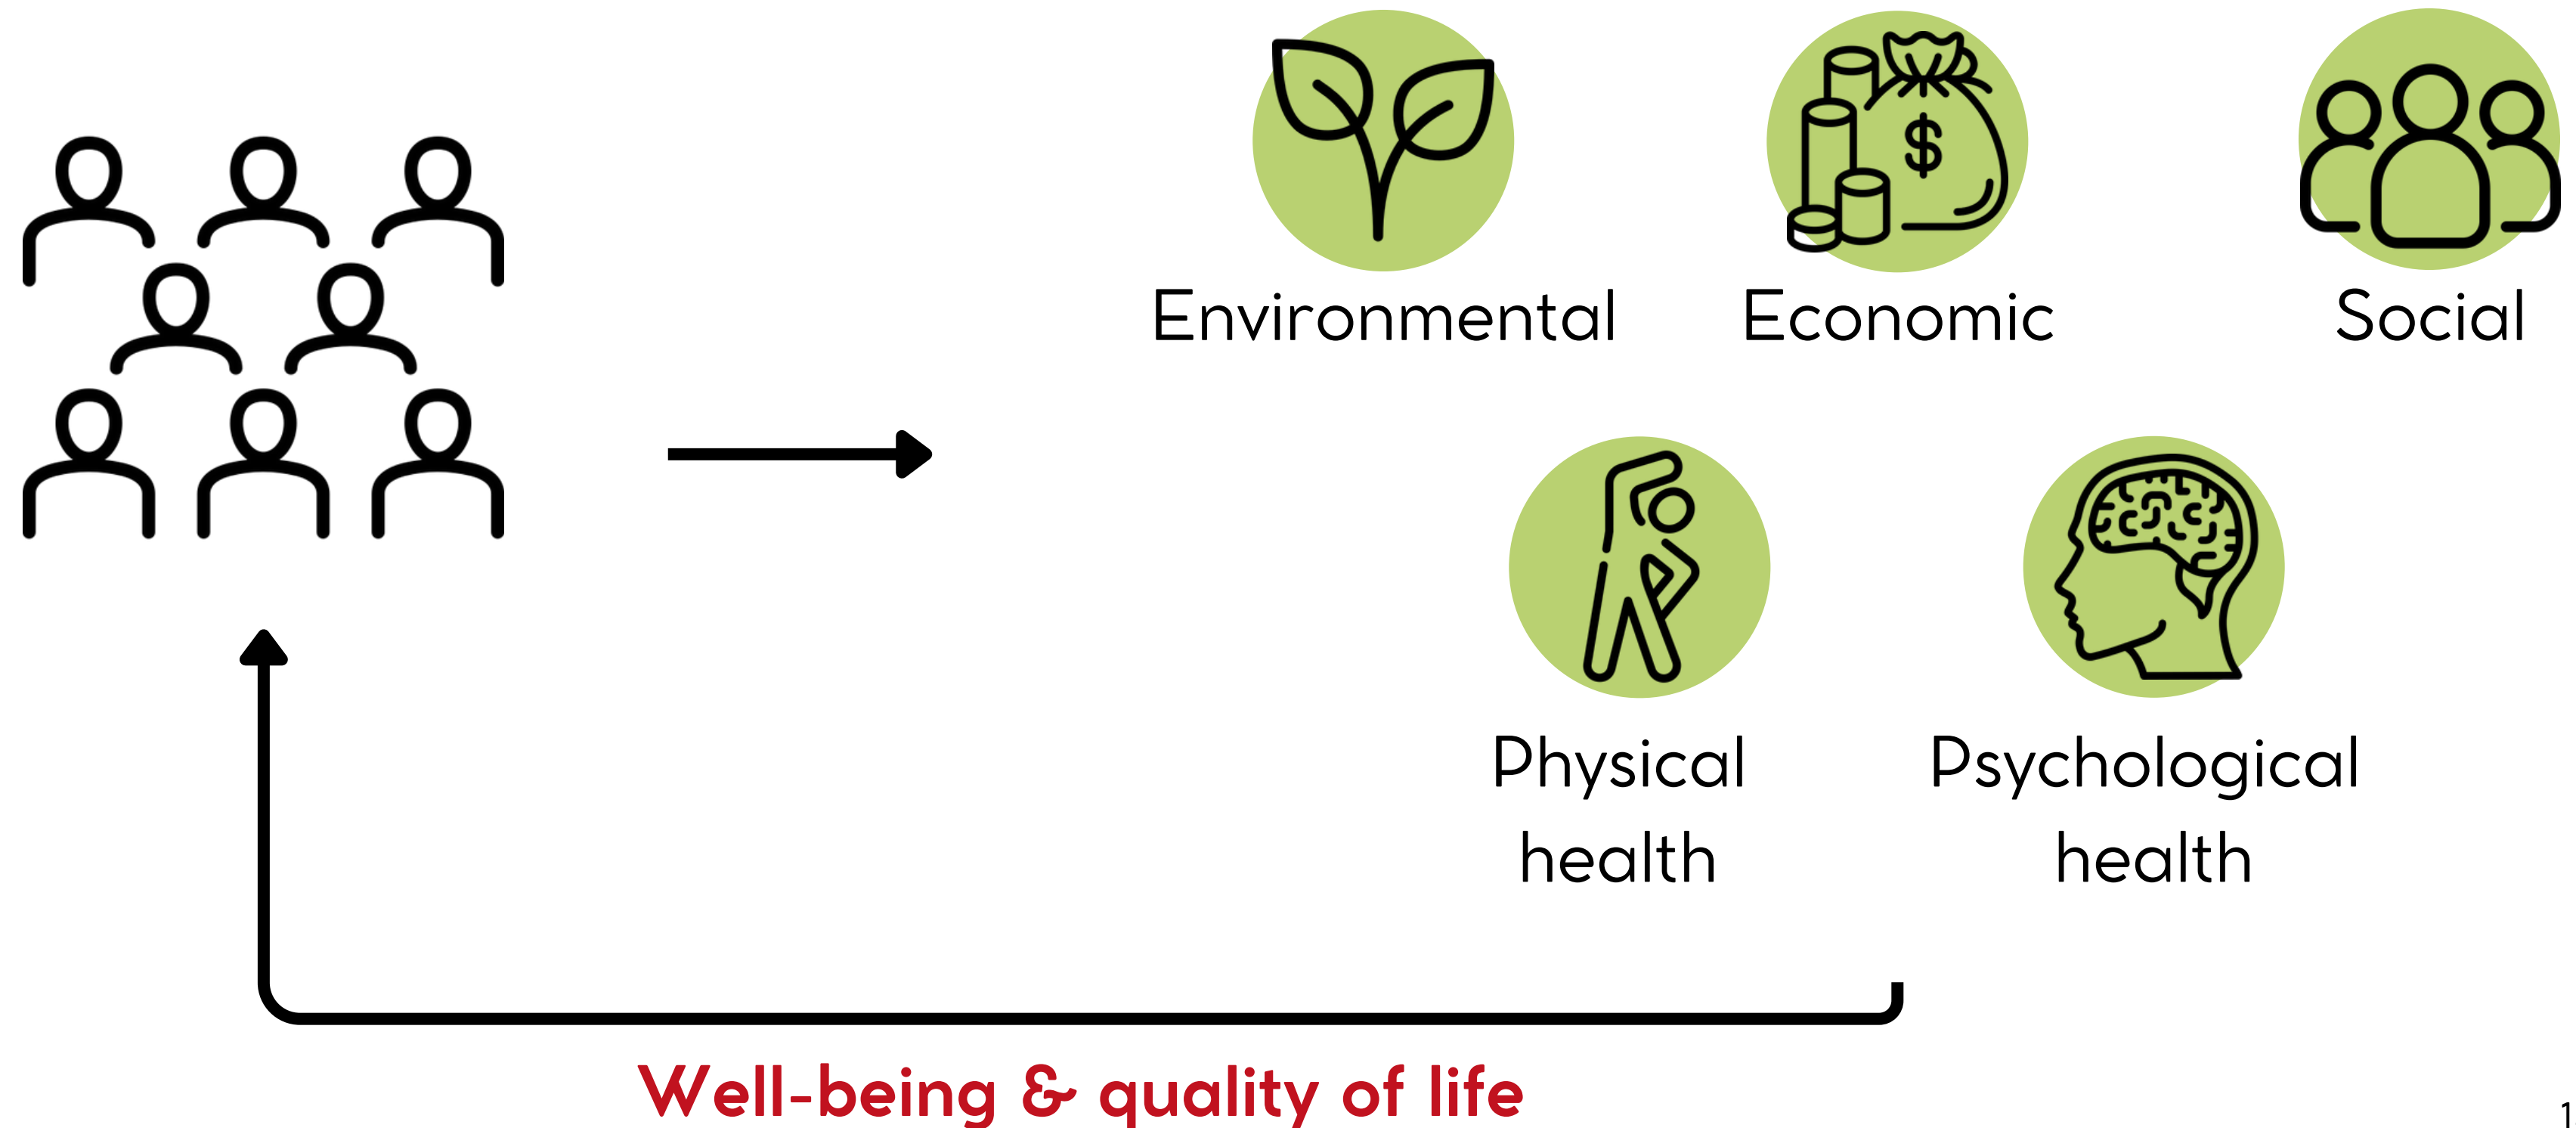 Environmental
Economic
Social
$
Physical
health
Psychological
health
Well-being & quality of life
1